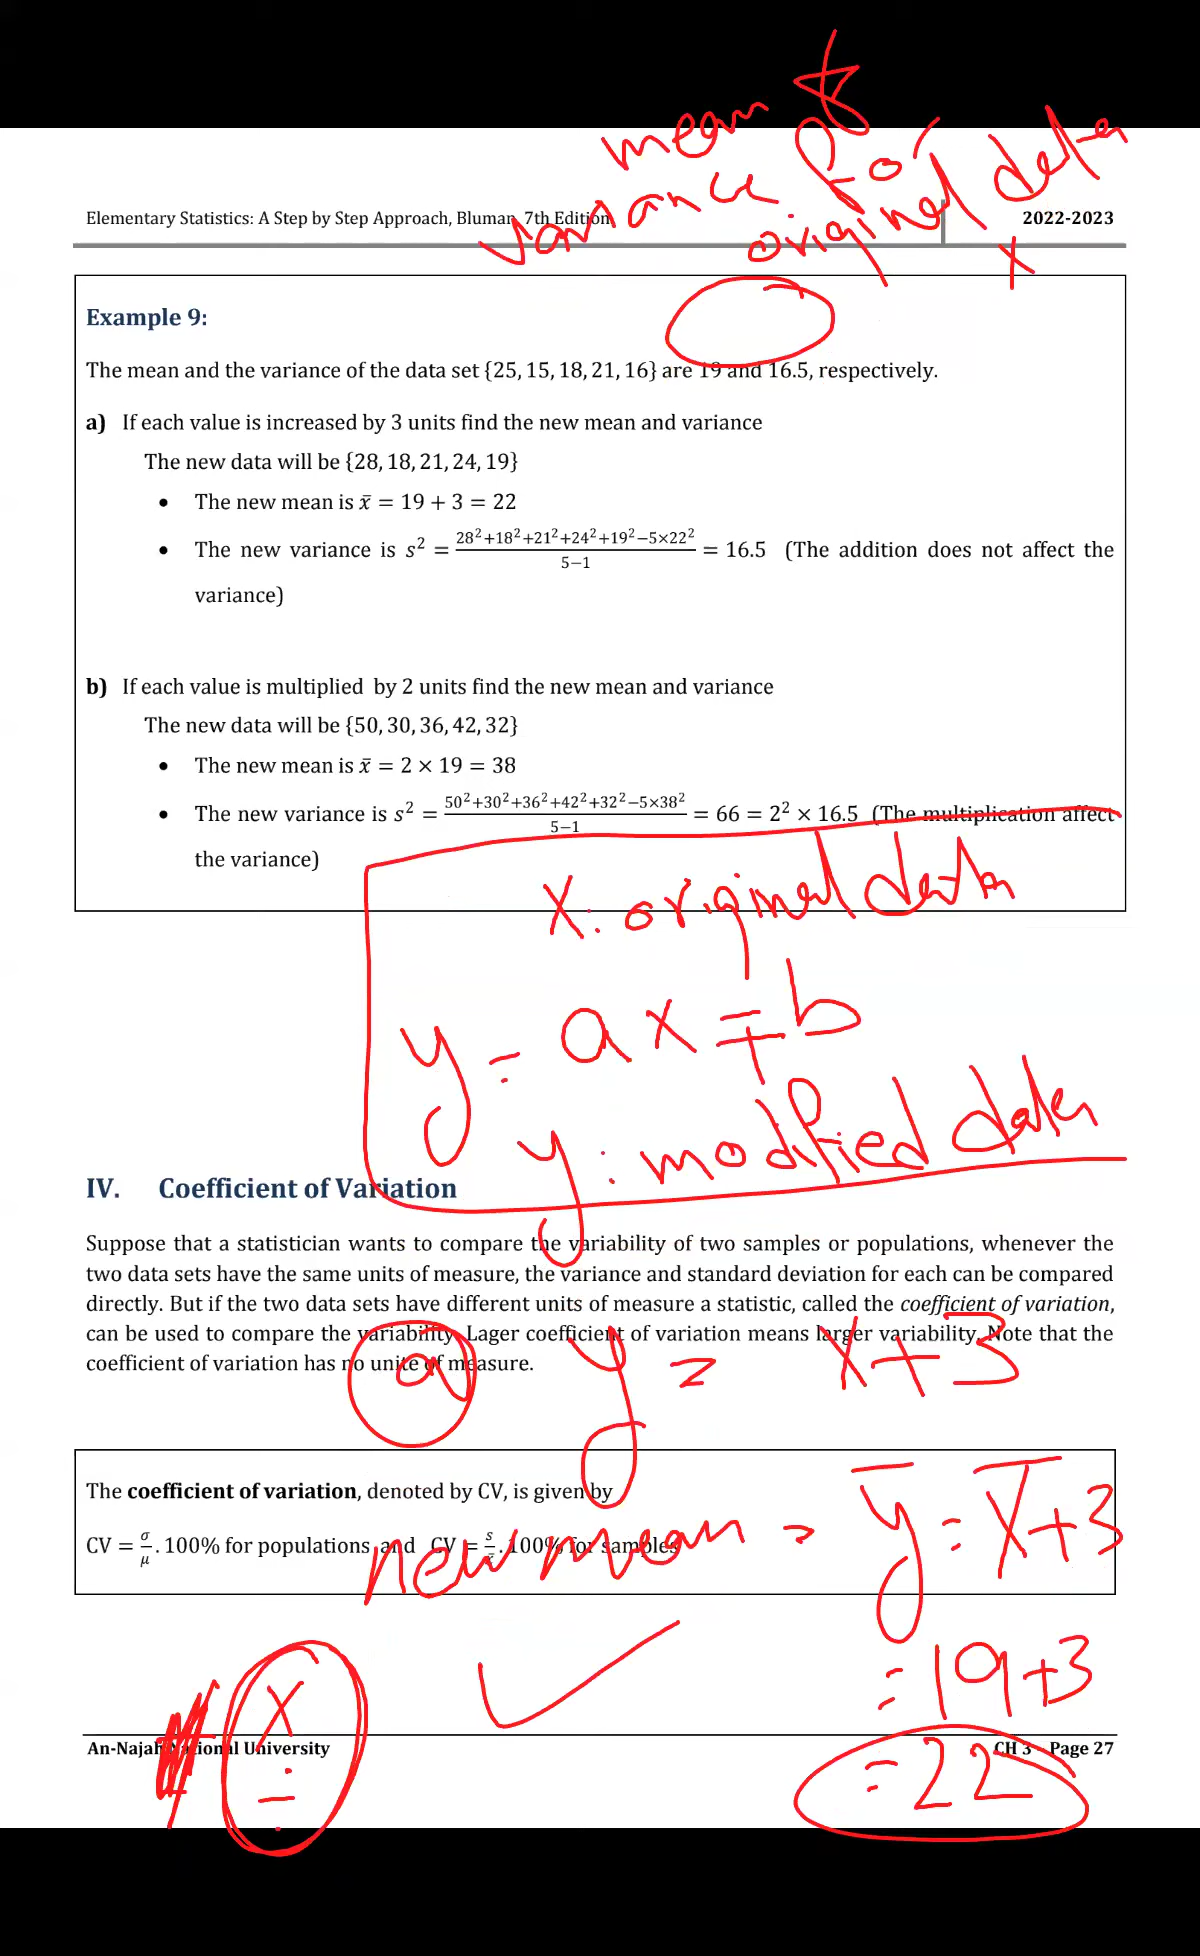 mean &
variance for
original data
x
Elementary Statistics: A Step by Step Approach, Bluman, 7th Edition
2022-2023
Example 9:
The mean and the variance of the data set {25, 15, 18, 21, 16} are 19 and 16.5, respectively.
a) If each value is increased by 3 units find the new mean and variance
The new data will be {28, 18, 21, 24, 19}
• The new mean is x̄ = 19 + 3 = 22
• The new variance is s² = (28²+18²+21²+24²+19²−5×22²)/(5−1) = 16.5 (The addition does not affect the
variance)
b) If each value is multiplied by 2 units find the new mean and variance
The new data will be {50, 30, 36, 42, 32}
• The new mean is x̄ = 2 × 19 = 38
• The new variance is s² = (50²+30²+36²+42²+32²−5×38²)/(5−1) = 66 = 2² × 16.5 (The multiplication affect
the variance)
x: original data
y = ax ∓ b
y: modified data
IV. Coefficient of Variation
Suppose that a statistician wants to compare the variability of two samples or populations, whenever the
two data sets have the same units of measure, the variance and standard deviation for each can be compared
directly. But if the two data sets have different units of measure a statistic, called the coefficient of variation,
can be used to compare the variability. Lager coefficient of variation means larger variability. Note that the
coefficient of variation has no unite of measure.
a y = x + 3
The coefficient of variation, denoted by CV, is given by
CV = σ/μ . 100% for populations and CV = s/x̄ . 100% for samples
new mean = ȳ = x̄ + 3
= 19 + 3
= 22
x
÷
An-Najah National University
CH 3 - Page 27